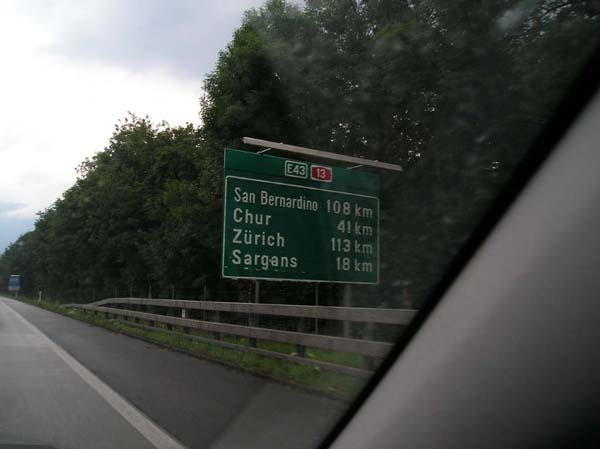 E43 13
San Bernardino 108 km
Chur 41 km
Zürich 113 km
Sargans 18 km